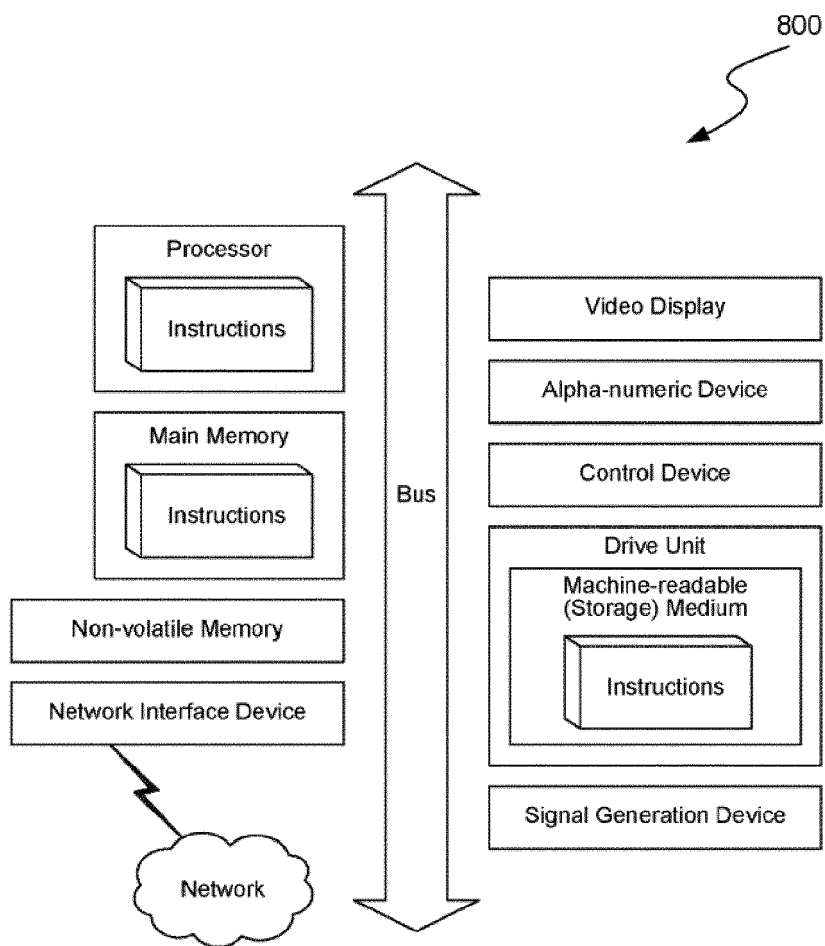 800
Processor
Instructions
Main Memory
Instructions
Non-volatile Memory
Network Interface Device
Network
Bus
Video Display
Alpha-numeric Device
Control Device
Drive Unit
Machine-readable
(Storage) Medium
Instructions
Signal Generation Device